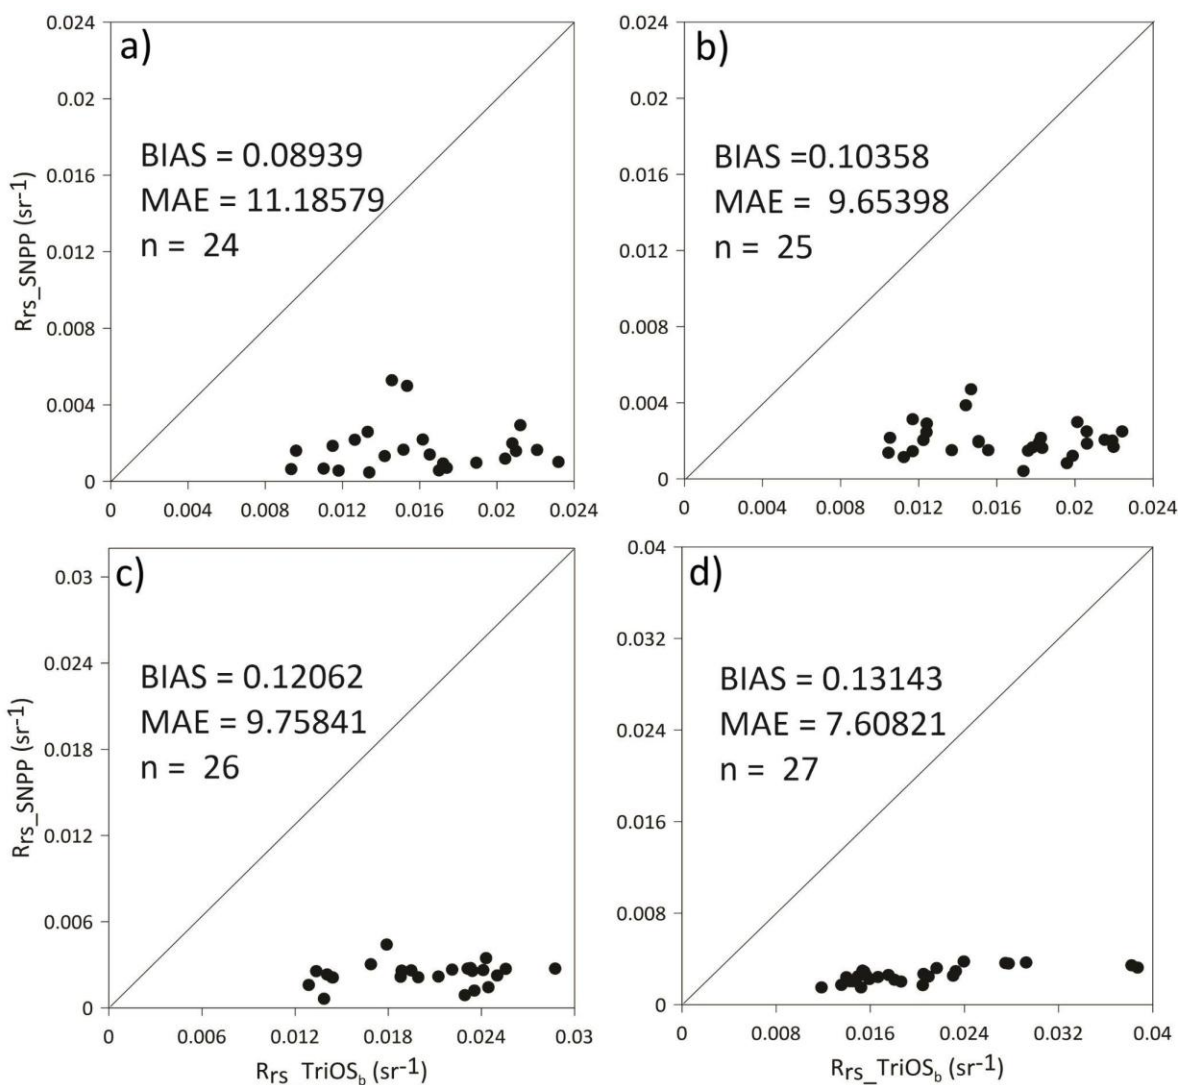 a)
0.024
0.02
0.016
0.012
0.008
0.004
0
BIAS = 0.08939
MAE = 11.18579
n = 24
Rrs_SNPP (sr-1)
0 0.004 0.008 0.012 0.016 0.02 0.024
b)
0.024
0.02
0.016
0.012
0.008
0.004
0
BIAS =0.10358
MAE = 9.65398
n = 25
0 0.004 0.008 0.012 0.016 0.02 0.024
c)
0.03
0.024
0.018
0.012
0.006
0
BIAS = 0.12062
MAE = 9.75841
n = 26
Rrs_SNPP (sr-1)
0 0.006 0.012 0.018 0.024 0.03
Rrs TriOSb (sr-1)
d)
0.04
0.032
0.024
0.016
0.008
0
BIAS = 0.13143
MAE = 7.60821
n = 27
0 0.008 0.016 0.024 0.032 0.04
Rrs_TriOSb (sr-1)